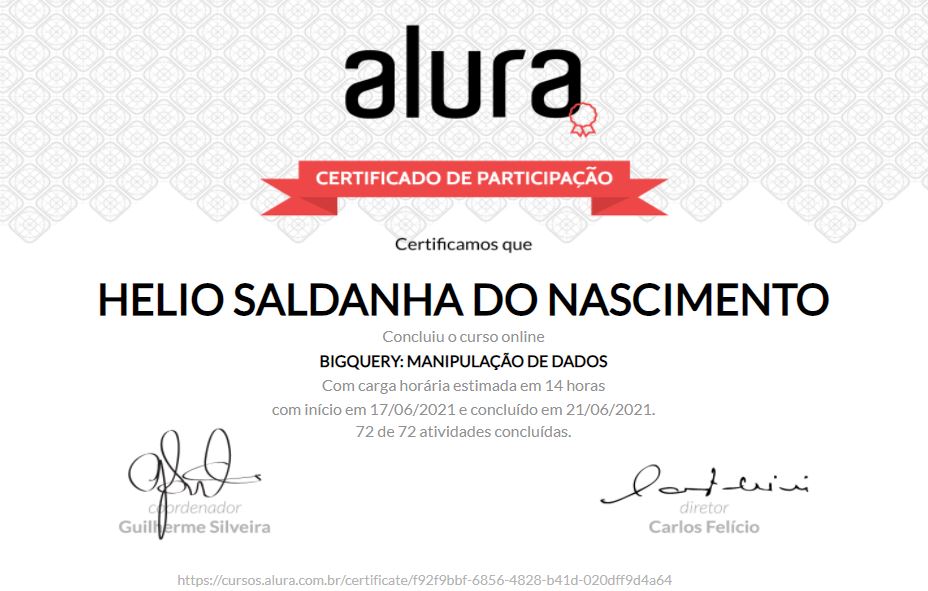 alura
CERTIFICADO DE PARTICIPAÇÃO
Certificamos que
HELIO SALDANHA DO NASCIMENTO
Concluiu o curso online
BIGQUERY: MANIPULAÇÃO DE DADOS
Com carga horária estimada em 14 horas
com início em 17/06/2021 e concluído em 21/06/2021.
72 de 72 atividades concluídas.
coordenador
Guilherme Silveira
diretor
Carlos Felício
https://cursos.alura.com.br/certificate/f92f9bbf-6856-4828-b41d-020dff9d4a64